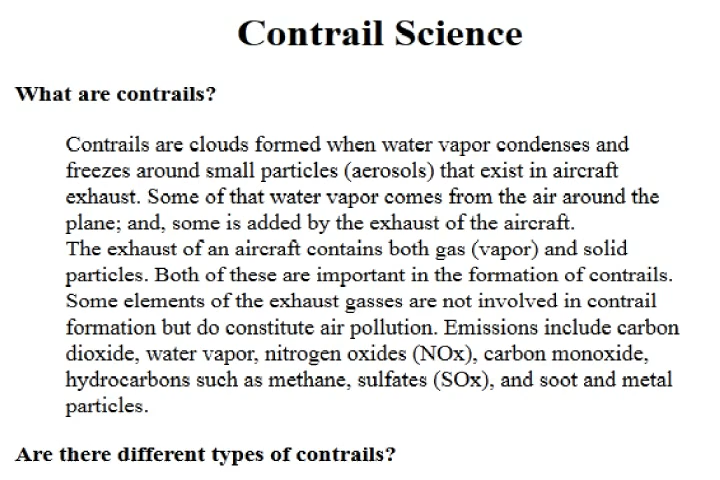 Contrail Science
What are contrails?
Contrails are clouds formed when water vapor condenses and
freezes around small particles (aerosols) that exist in aircraft
exhaust. Some of that water vapor comes from the air around the
plane; and, some is added by the exhaust of the aircraft.
The exhaust of an aircraft contains both gas (vapor) and solid
particles. Both of these are important in the formation of contrails.
Some elements of the exhaust gasses are not involved in contrail
formation but do constitute air pollution. Emissions include carbon
dioxide, water vapor, nitrogen oxides (NOx), carbon monoxide,
hydrocarbons such as methane, sulfates (SOx), and soot and metal
particles.
Are there different types of contrails?